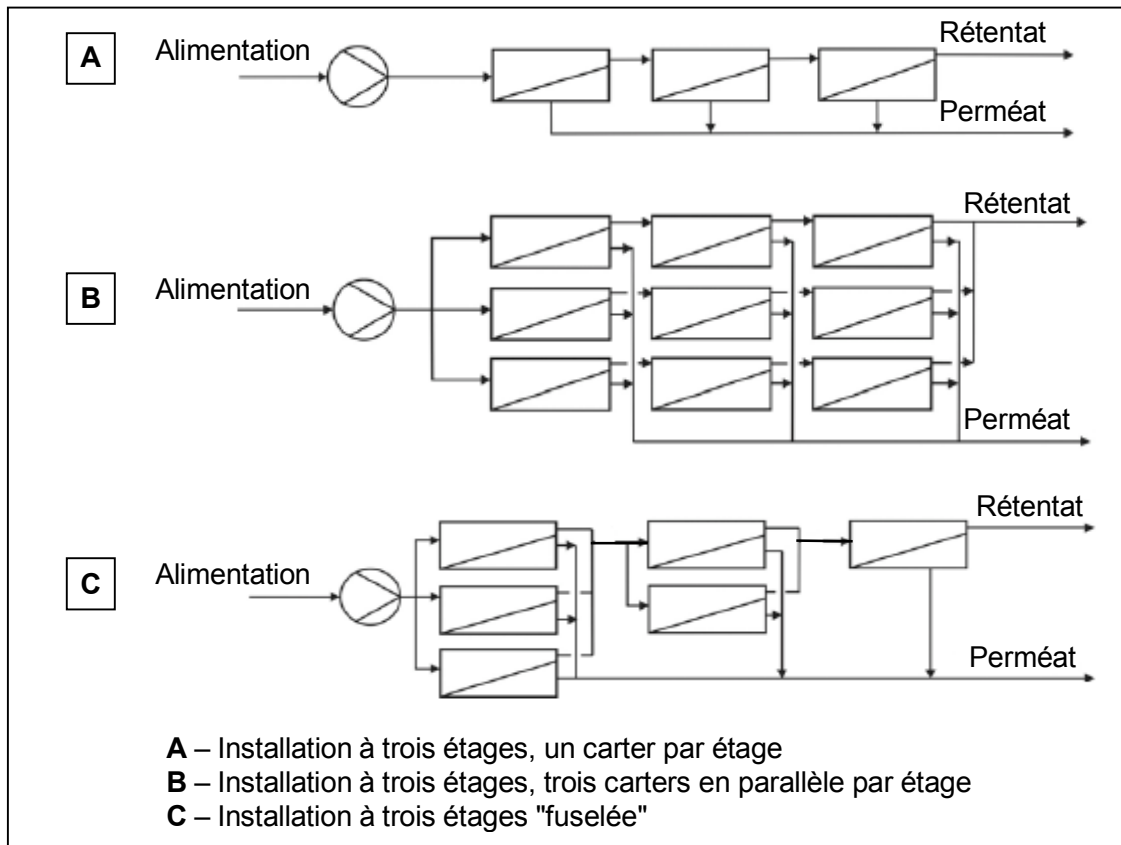 A
Alimentation
Rétentat
Perméat
B
Alimentation
Rétentat
Perméat
C
Alimentation
Rétentat
Perméat
A – Installation à trois étages, un carter par étage
B – Installation à trois étages, trois carters en parallèle par étage
C – Installation à trois étages "fuselée"